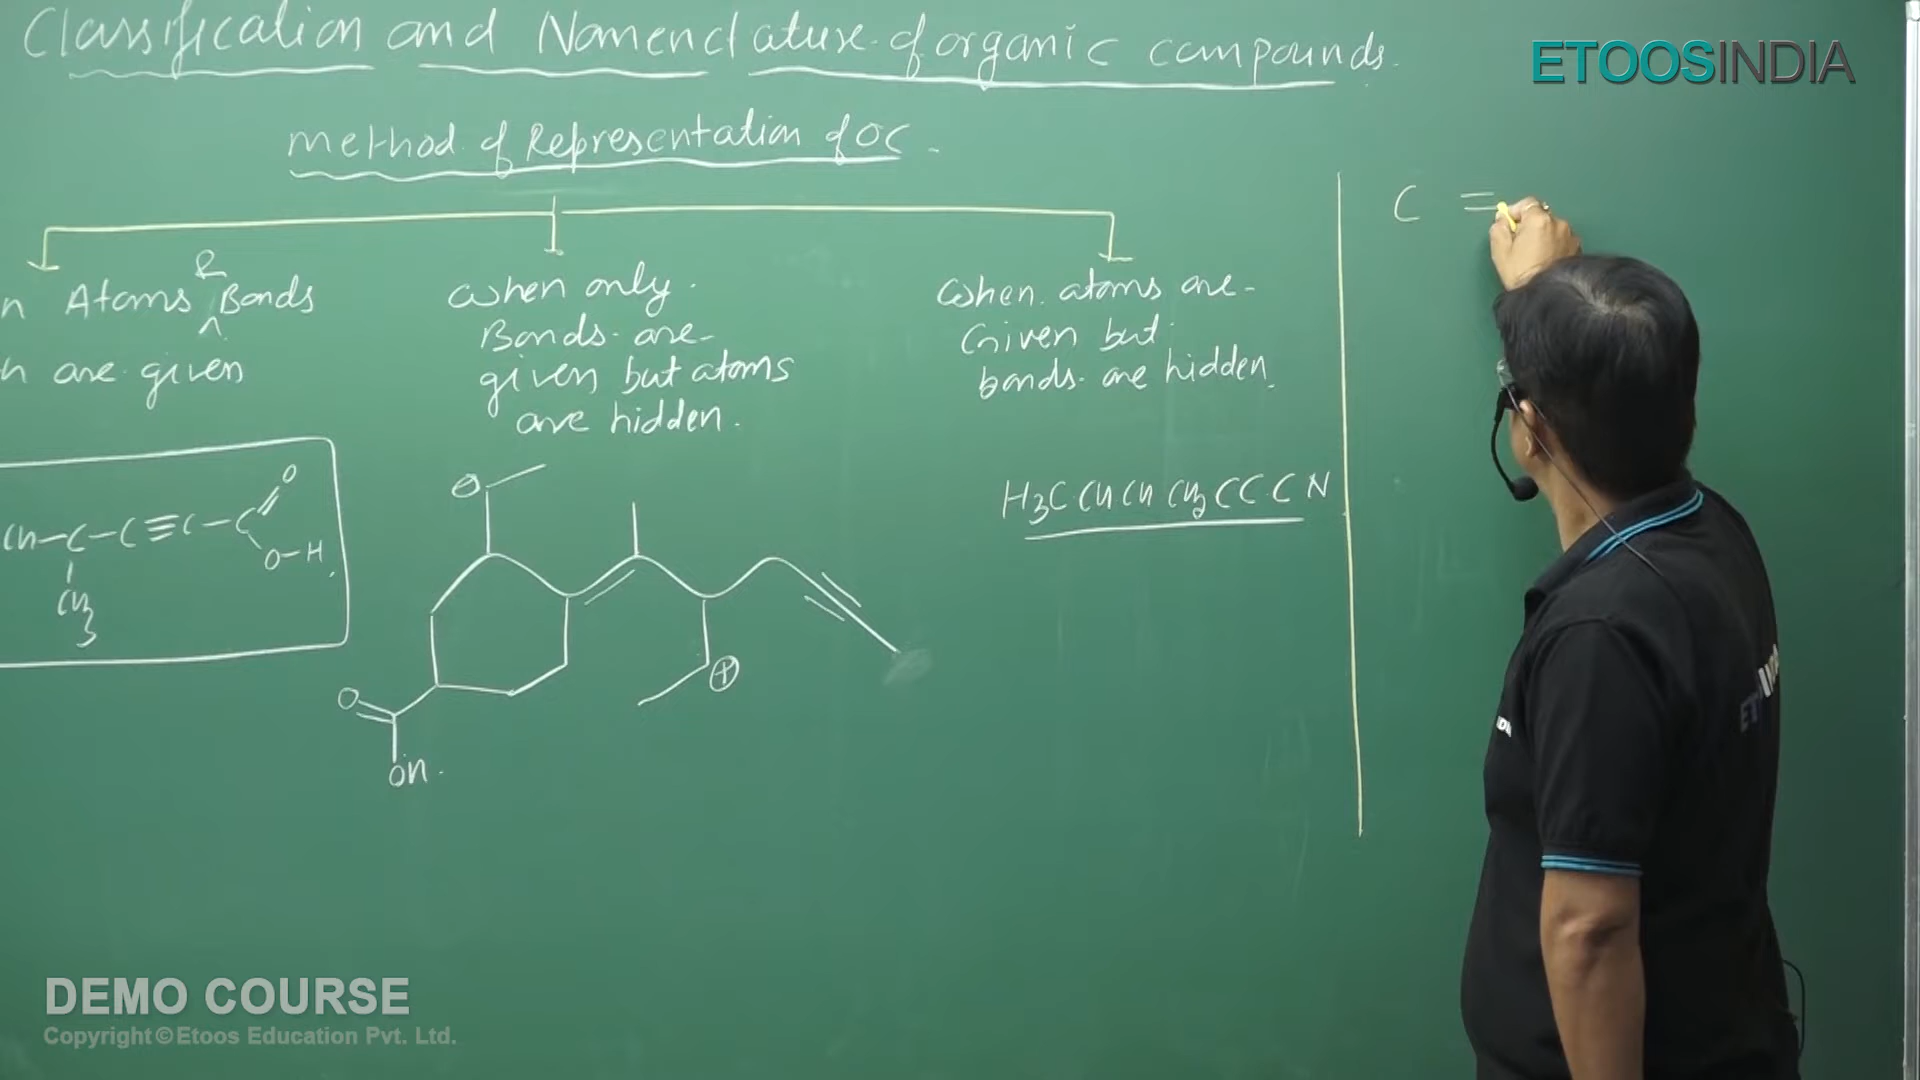 Classification and Nomenclature of organic compounds.
ETOOSINDIA
method of Representation of OC.
n Atoms & Bonds
h are given
when only
Bonds are
given but atoms
are hidden.
when atoms are
Given but
bonds are hidden.
C =
CH-C-C≡C-C
O
O-H
CH3
O
O
OH
⊕
H3C CH CH CH2 C C C N
DEMO COURSE
Copyright © Etoos Education Pvt. Ltd.